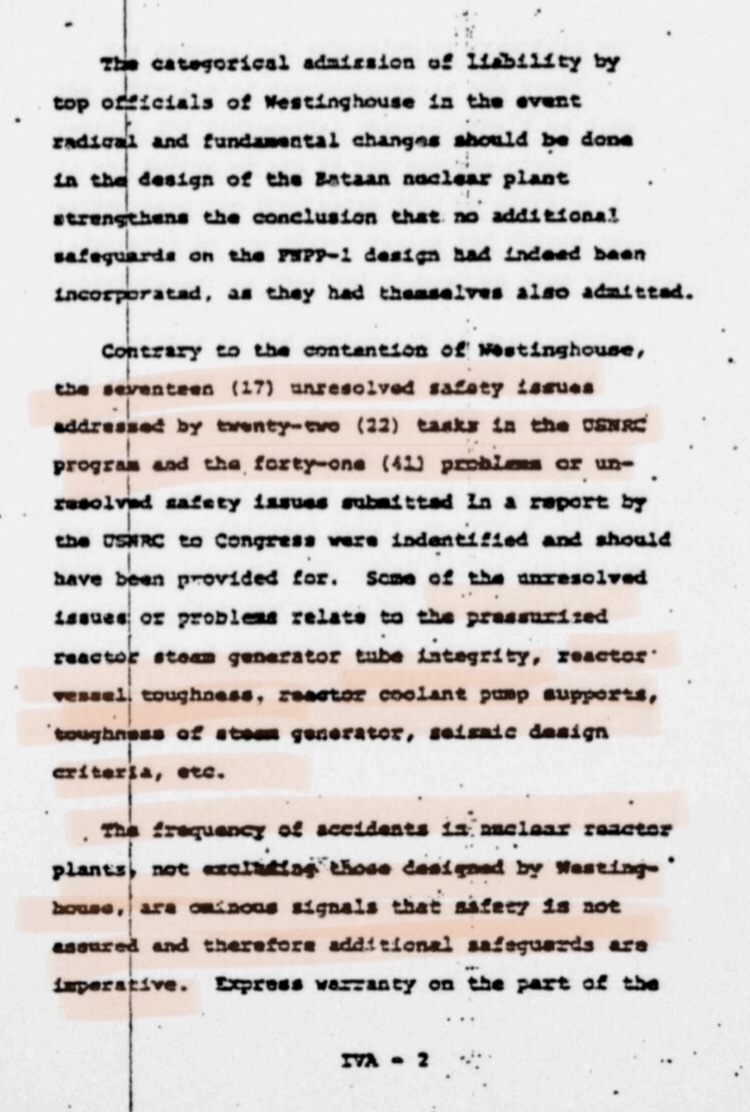 The categorical admission of liability by
top officials of Westinghouse in the event
radical and fundamental changes should be done
in the design of the Bataan nuclear plant
strengthens the conclusion that no additional
safeguards on the PNPP-1 design had indeed been
incorporated, as they had themselves also admitted.
Contrary to the contention of Westinghouse,
the seventeen (17) unresolved safety issues
addressed by twenty-two (22) tasks in the USNRC
program and the forty-one (41) problems or un-
resolved safety issues submitted in a report by
the USNRC to Congress were indentified and should
have been provided for. Some of the unresolved
issues or problems relate to the pressurized
reactor steam generator tube integrity, reactor
vessel toughness, reactor coolant pump supports,
toughness of steam generator, seismic design
criteria, etc.
The frequency of accidents in nuclear reactor
plants, not excluding those designed by Westing-
house, are ominous signals that safety is not
assured and therefore additional safeguards are
imperative. Express warranty on the part of the
IVA - 2